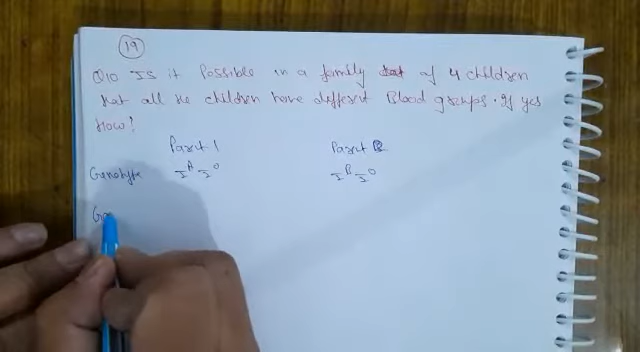 19
Q10 Is it Possible in a family of 4 children
that all the children have different Blood groups. If yes
How?
Parent 1 Parent 2
Genotype I^A I^O I^B I^O
Ga